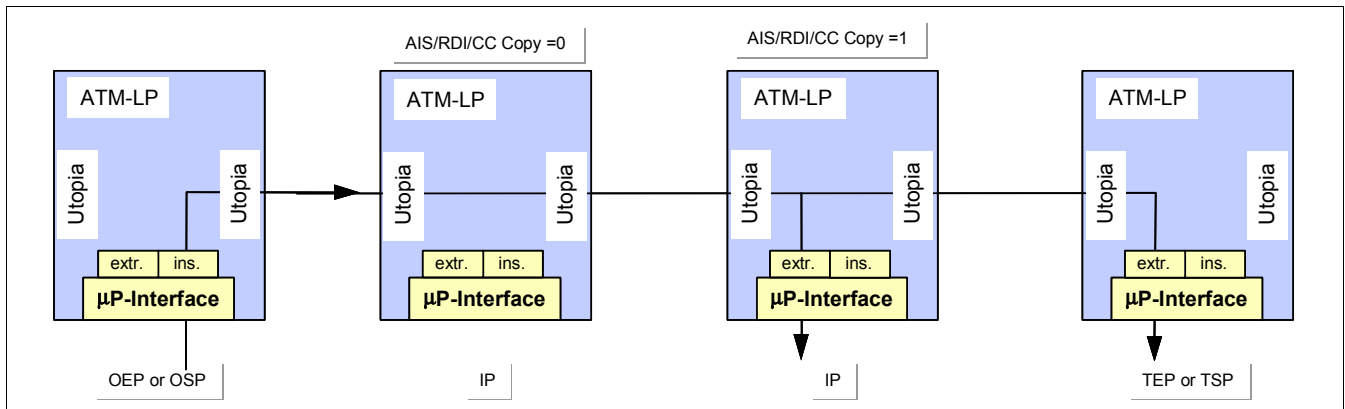 AIS/RDI/CC Copy =0
AIS/RDI/CC Copy =1
ATM-LP
ATM-LP
ATM-LP
ATM-LP
Utopia
Utopia
Utopia
Utopia
Utopia
Utopia
Utopia
Utopia
extr. ins.
extr. ins.
extr. ins.
extr. ins.
µP-Interface
µP-Interface
µP-Interface
µP-Interface
OEP or OSP
IP
IP
TEP or TSP